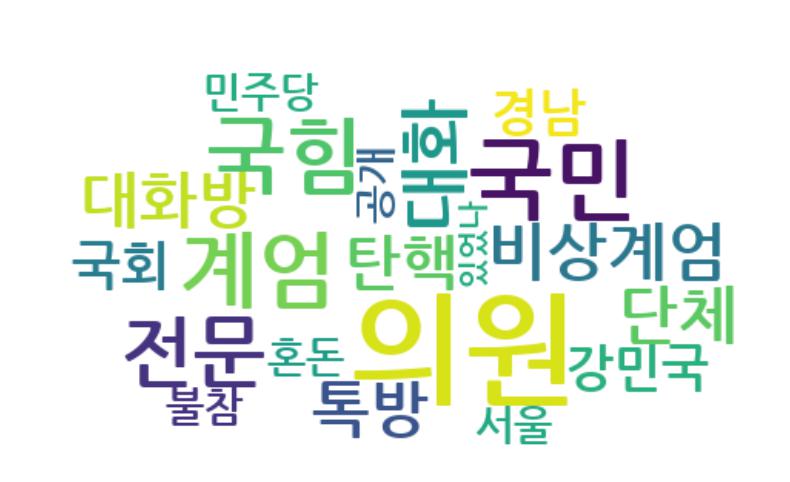 민주당
경남
국힘
공개
대화
국민
대화방
있었나
국회
계엄
탄핵
비상계엄
의원
단체
전문
혼돈
강민국
불참
톡방
서울